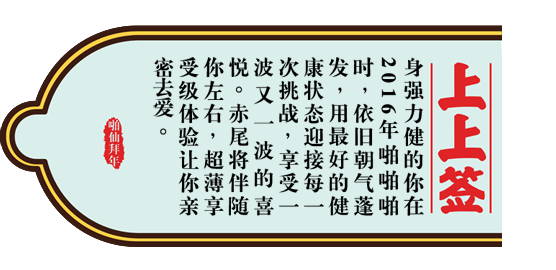 上上签
身强力健的你在
2016年啪啪啪
时，依旧朝气蓬
发，用最好的健
康状态迎接每一
次挑战，享受一
波又一波的喜
悦。赤尾将伴随
你左右，超薄享
受级体验让你亲
密去爱。
啪仙拜年